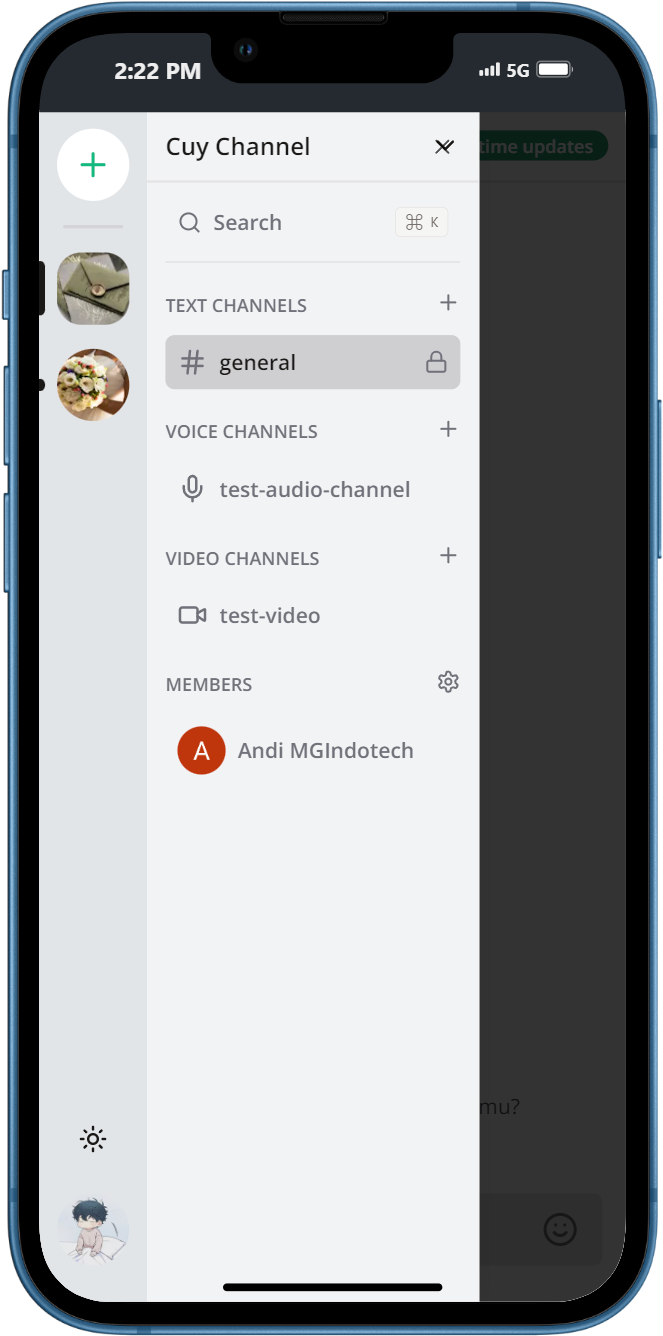 2:22 PM 5G
Cuy Channel
time updates
Search
⌘ K
TEXT CHANNELS
general
VOICE CHANNELS
test-audio-channel
VIDEO CHANNELS
test-video
MEMBERS
A Andi MGIndotech
mu?